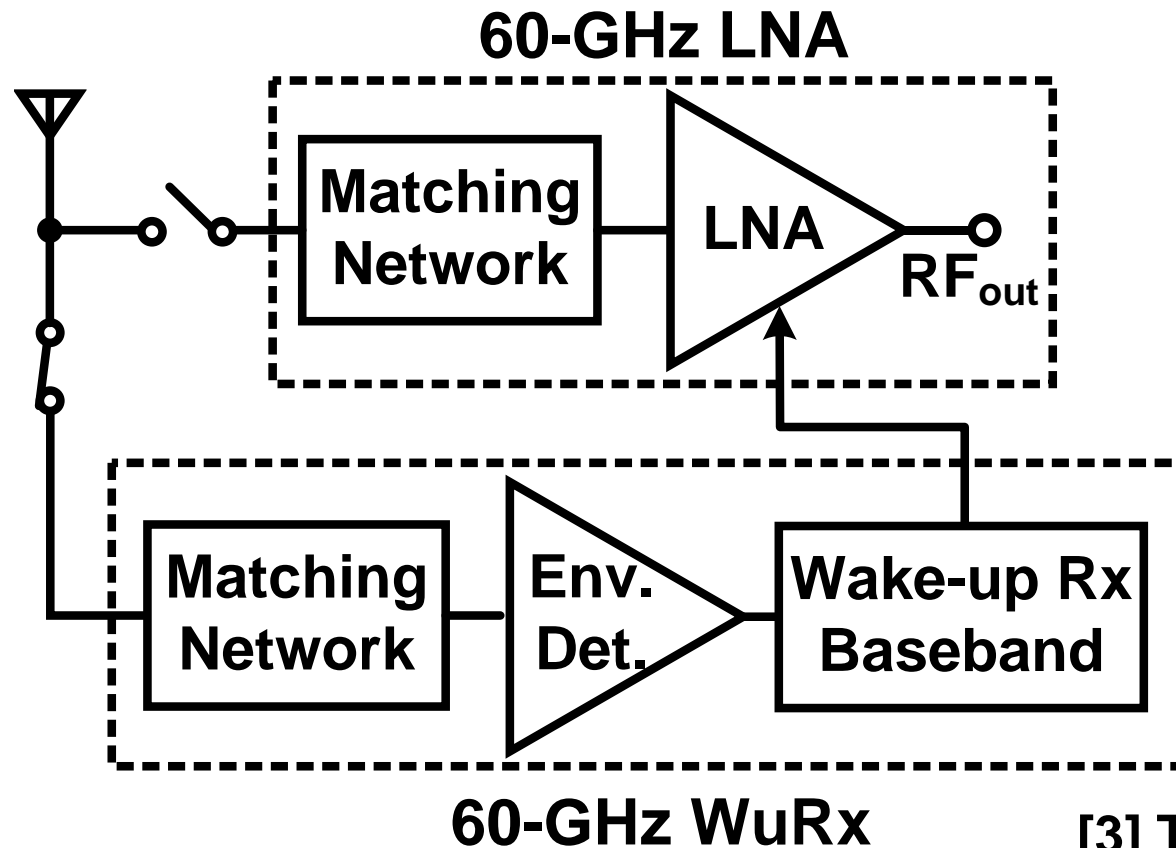 60-GHz LNA
Matching
Network
LNA
RFout
Matching
Network
Env.
Det.
Wake-up Rx
Baseband
60-GHz WuRx
[3] T